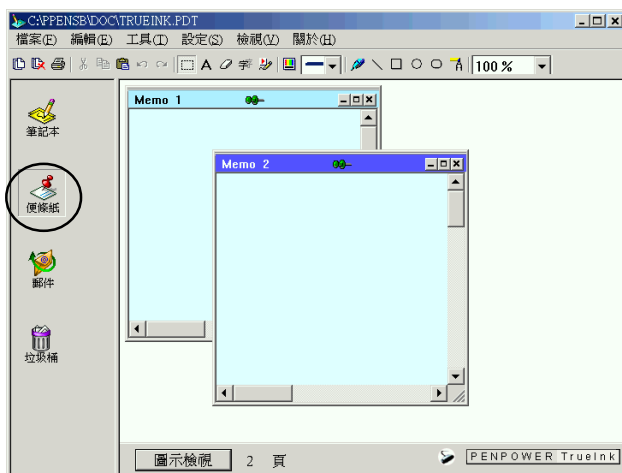 C:\PPENSB\DOC\TRUEINK.PDT
檔案(F) 編輯(E) 工具(T) 設定(S) 檢視(V) 關於(H)
A 字 100 %
筆記本
便條紙
郵件
垃圾桶
Memo 1
Memo 2
圖示檢視 2 頁 PENPOWER TrueInk